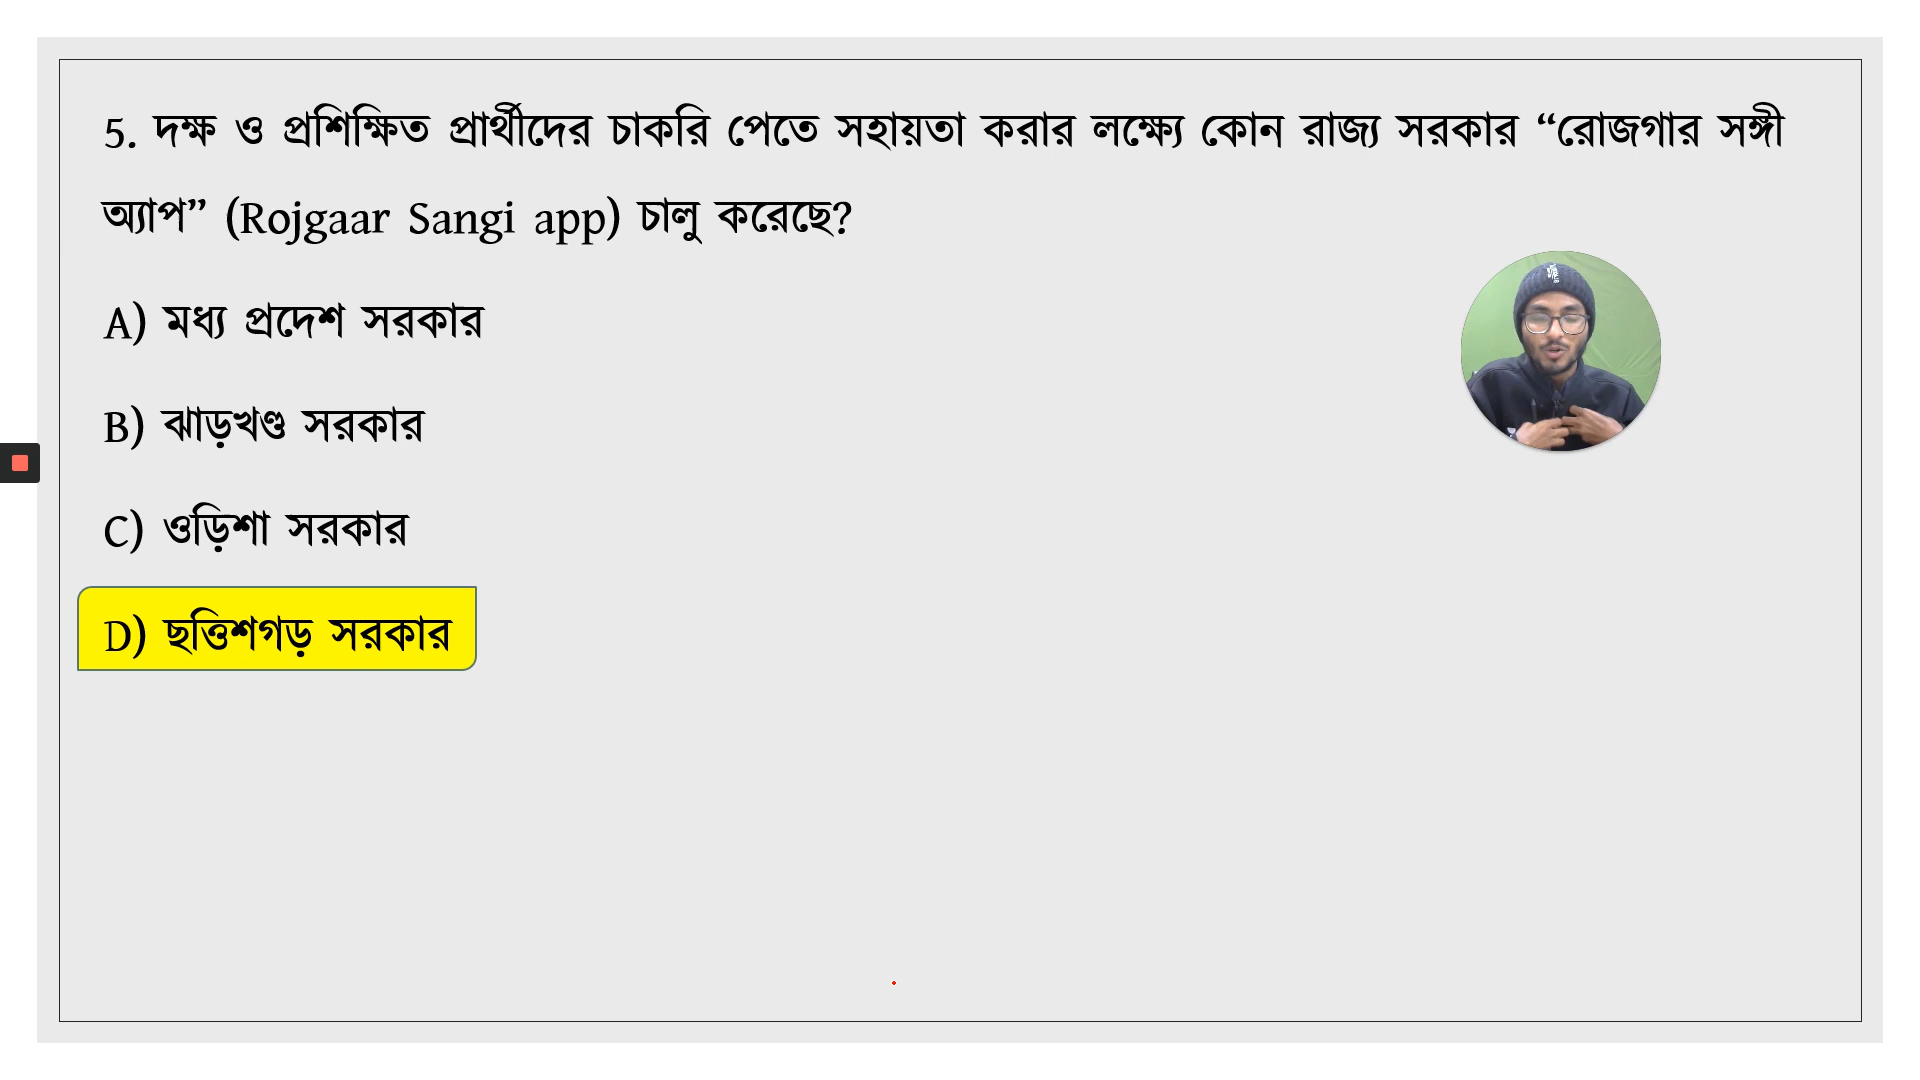 5. দক্ষ ও প্রশিক্ষিত প্রার্থীদের চাকরি পেতে সহায়তা করার লক্ষ্যে কোন রাজ্য সরকার “রোজগার সঙ্গী
অ্যাপ” (Rojgaar Sangi app) চালু করেছে?
A) মধ্য প্রদেশ সরকার
B) ঝাড়খণ্ড সরকার
C) ওড়িশা সরকার
D) ছত্তিশগড় সরকার